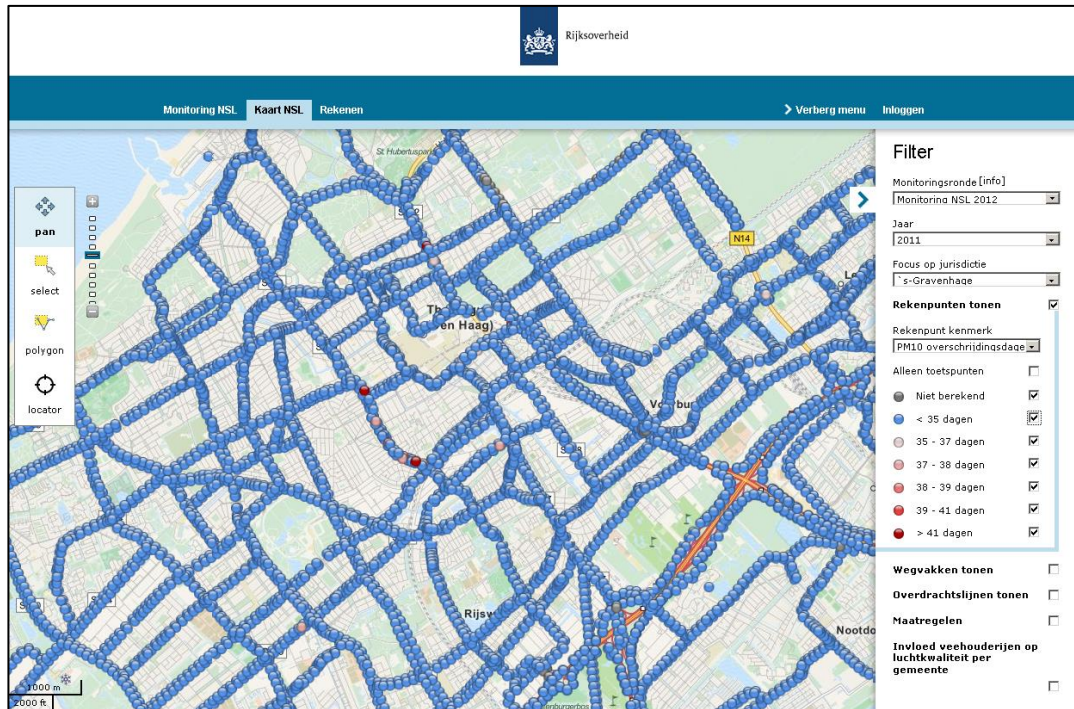 Rijksoverheid
Monitoring NSL Kaart NSL Rekenen Verberg menu Inloggen
St. Hubertuspark
N14
pan
select
polygon
locator
en Haag)
1000 m
2000 ft
Filter
Monitoringsronde [info]
Monitoring NSL 2012
Jaar
2011
Focus op jurisdictie
`s-Gravenhage
Rekenpunten tonen
Rekenpunt kenmerk
PM10 overschrijdingsdage
Alleen toetspunten
Niet berekend
< 35 dagen
35 - 37 dagen
37 - 38 dagen
38 - 39 dagen
39 - 41 dagen
> 41 dagen
Wegvakken tonen
Overdrachtslijnen tonen
Maatregelen
Invloed veehouderijen op
luchtkwaliteit per
gemeente
Rijsw
Nootdo